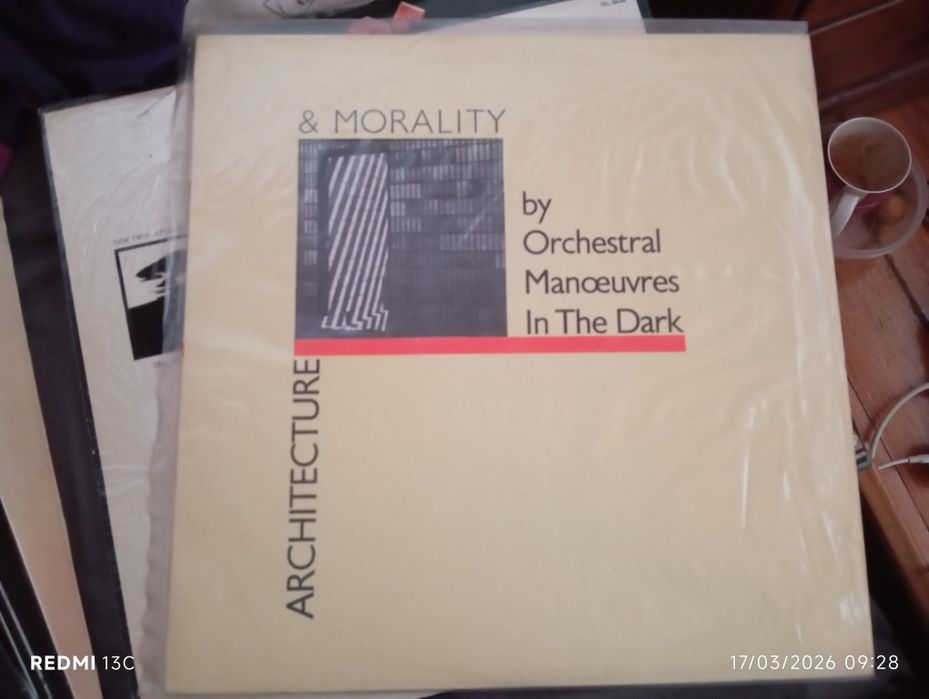 & MORALITY
by
Orchestral
Manœuvres
In The Dark
ARCHITECTURE
REDMI 13C
17/03/2026 09:28